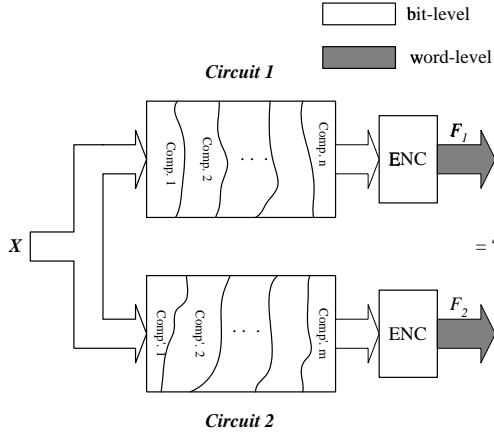 bit-level
word-level
Circuit 1
Comp. 1
Comp. 2
. . .
Comp. n
ENC
F1
X
=
Comp'. 1
Comp'. 2
. . .
Comp'. m
ENC
F2
Circuit 2